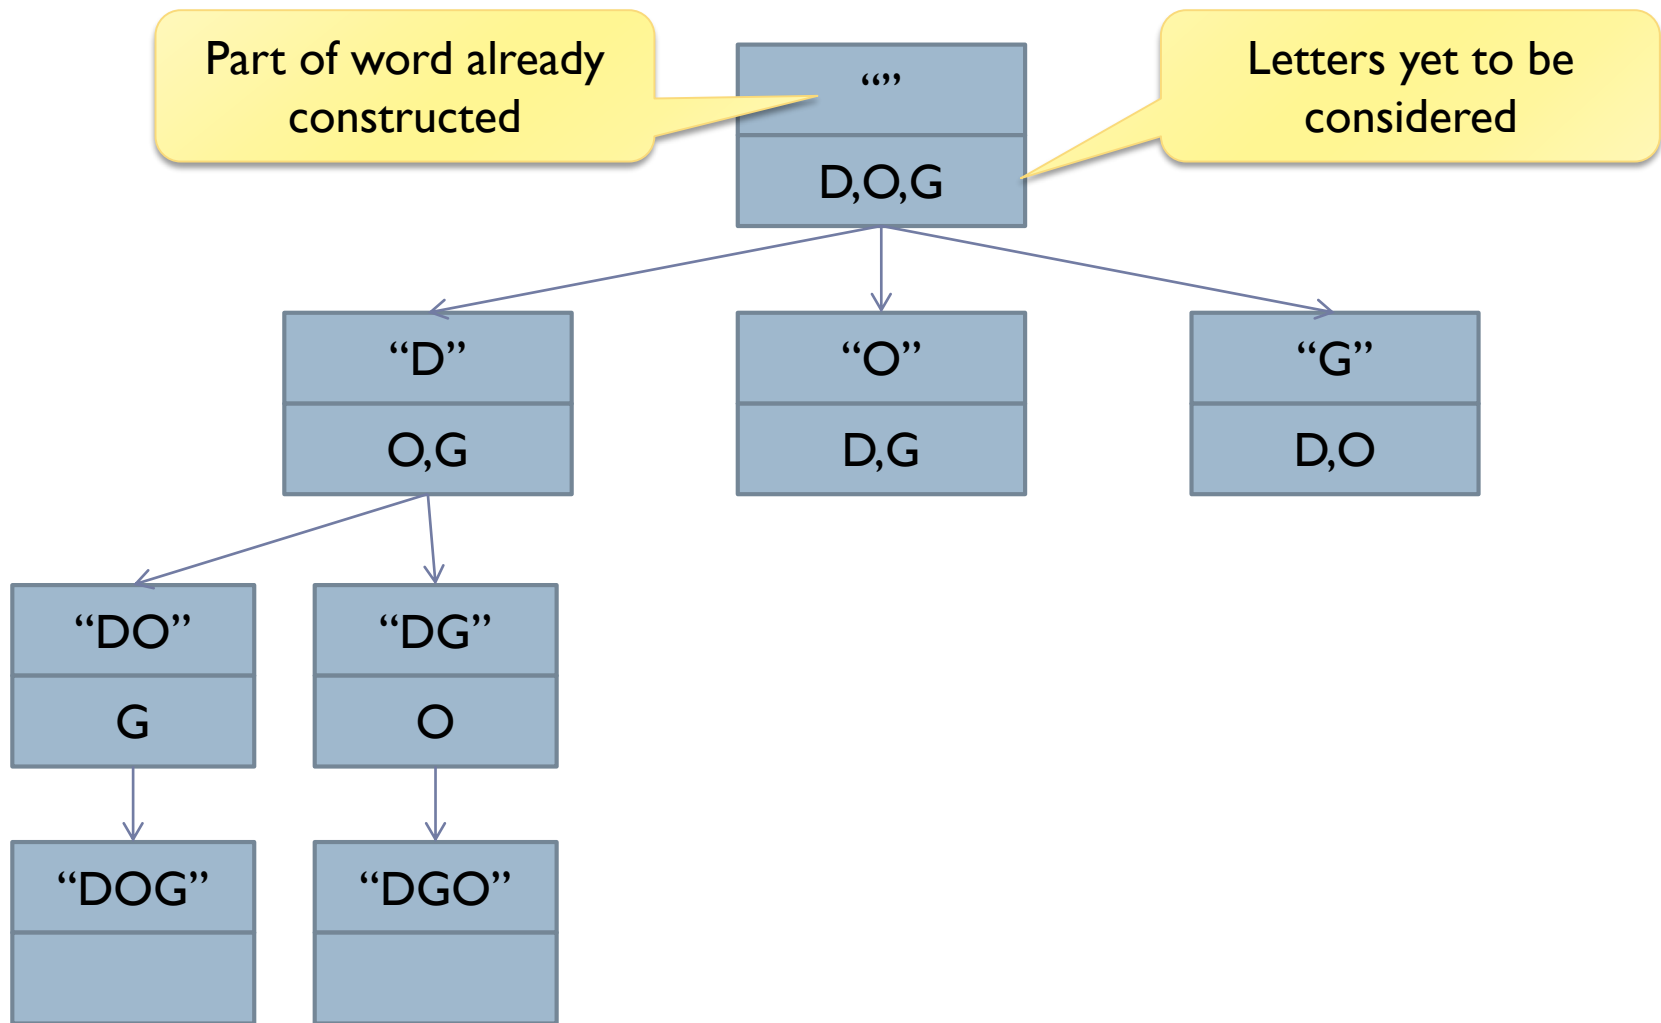 Part of word already
constructed
“”
D,O,G
Letters yet to be
considered
“D”
O,G
“O”
D,G
“G”
D,O
“DO”
G
“DG”
O
“DOG”
“DGO”